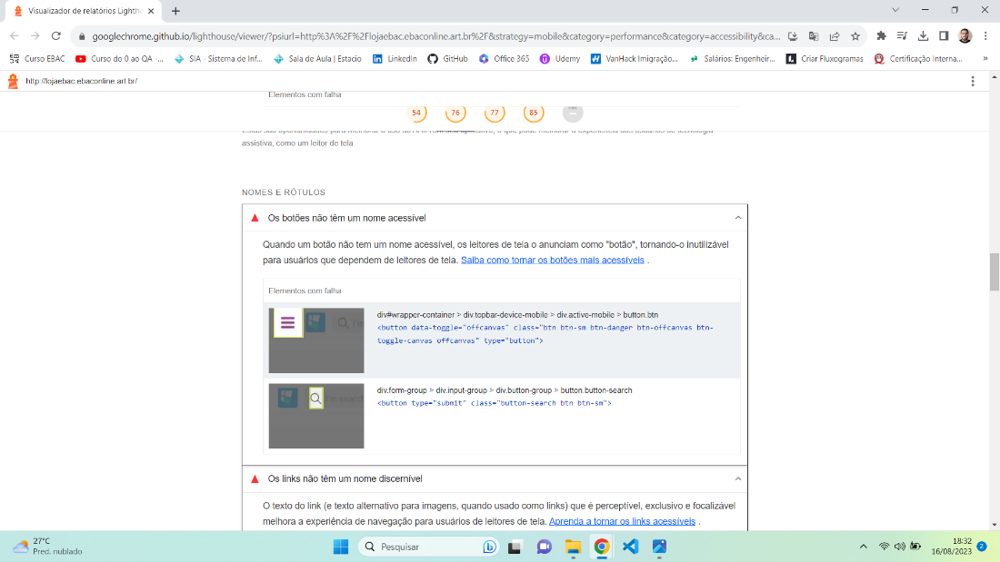 Visualizador de relatórios Lighth
googlechrome.github.io/lighthouse/viewer/?psiurl=http%3A%2F%2Flojaebac.ebaconline.art.br%2F&strategy=mobile&category=performance&category=accessibility&ca...
Curso EBAC
Curso do 0 ao QA -...
SIA - Sistema de Inf...
Sala de Aula | Estacio
LinkedIn
GitHub
Office 365
Udemy
VanHack Imigração...
Salários: Engenheir...
Criar Fluxogramas
Certificação Interna...
»
http://lojaebac.ebaconline.art.br/
Elementos com falha
54 76 77 85
assistiva, como um leitor de tela.
NOMES E RÓTULOS
Os botões não têm um nome acessível
Quando um botão não tem um nome acessível, os leitores de tela o anunciam como "botão", tornando-o inutilizável
para usuários que dependem de leitores de tela. Saiba como tornar os botões mais acessíveis .
Elementos com falha
div#wrapper-container > div.topbar-device-mobile > div.active-mobile > button.btn
<button data-toggle="offcanvas" class="btn btn-sm btn-danger btn-offcanvas btn-
toggle-canvas offcanvas" type="button">
div.form-group > div.input-group > div.button-group > button.button-search
<button type="submit" class="button-search btn btn-sm">
Os links não têm um nome discernível
O texto do link (e texto alternativo para imagens, quando usado como links) que é perceptível, exclusivo e focalizável
melhora a experiência de navegação para usuários de leitores de tela. Aprenda a tornar os links acessíveis .
27°C
Pred. nublado
Pesquisar
18:32
16/08/2023
2